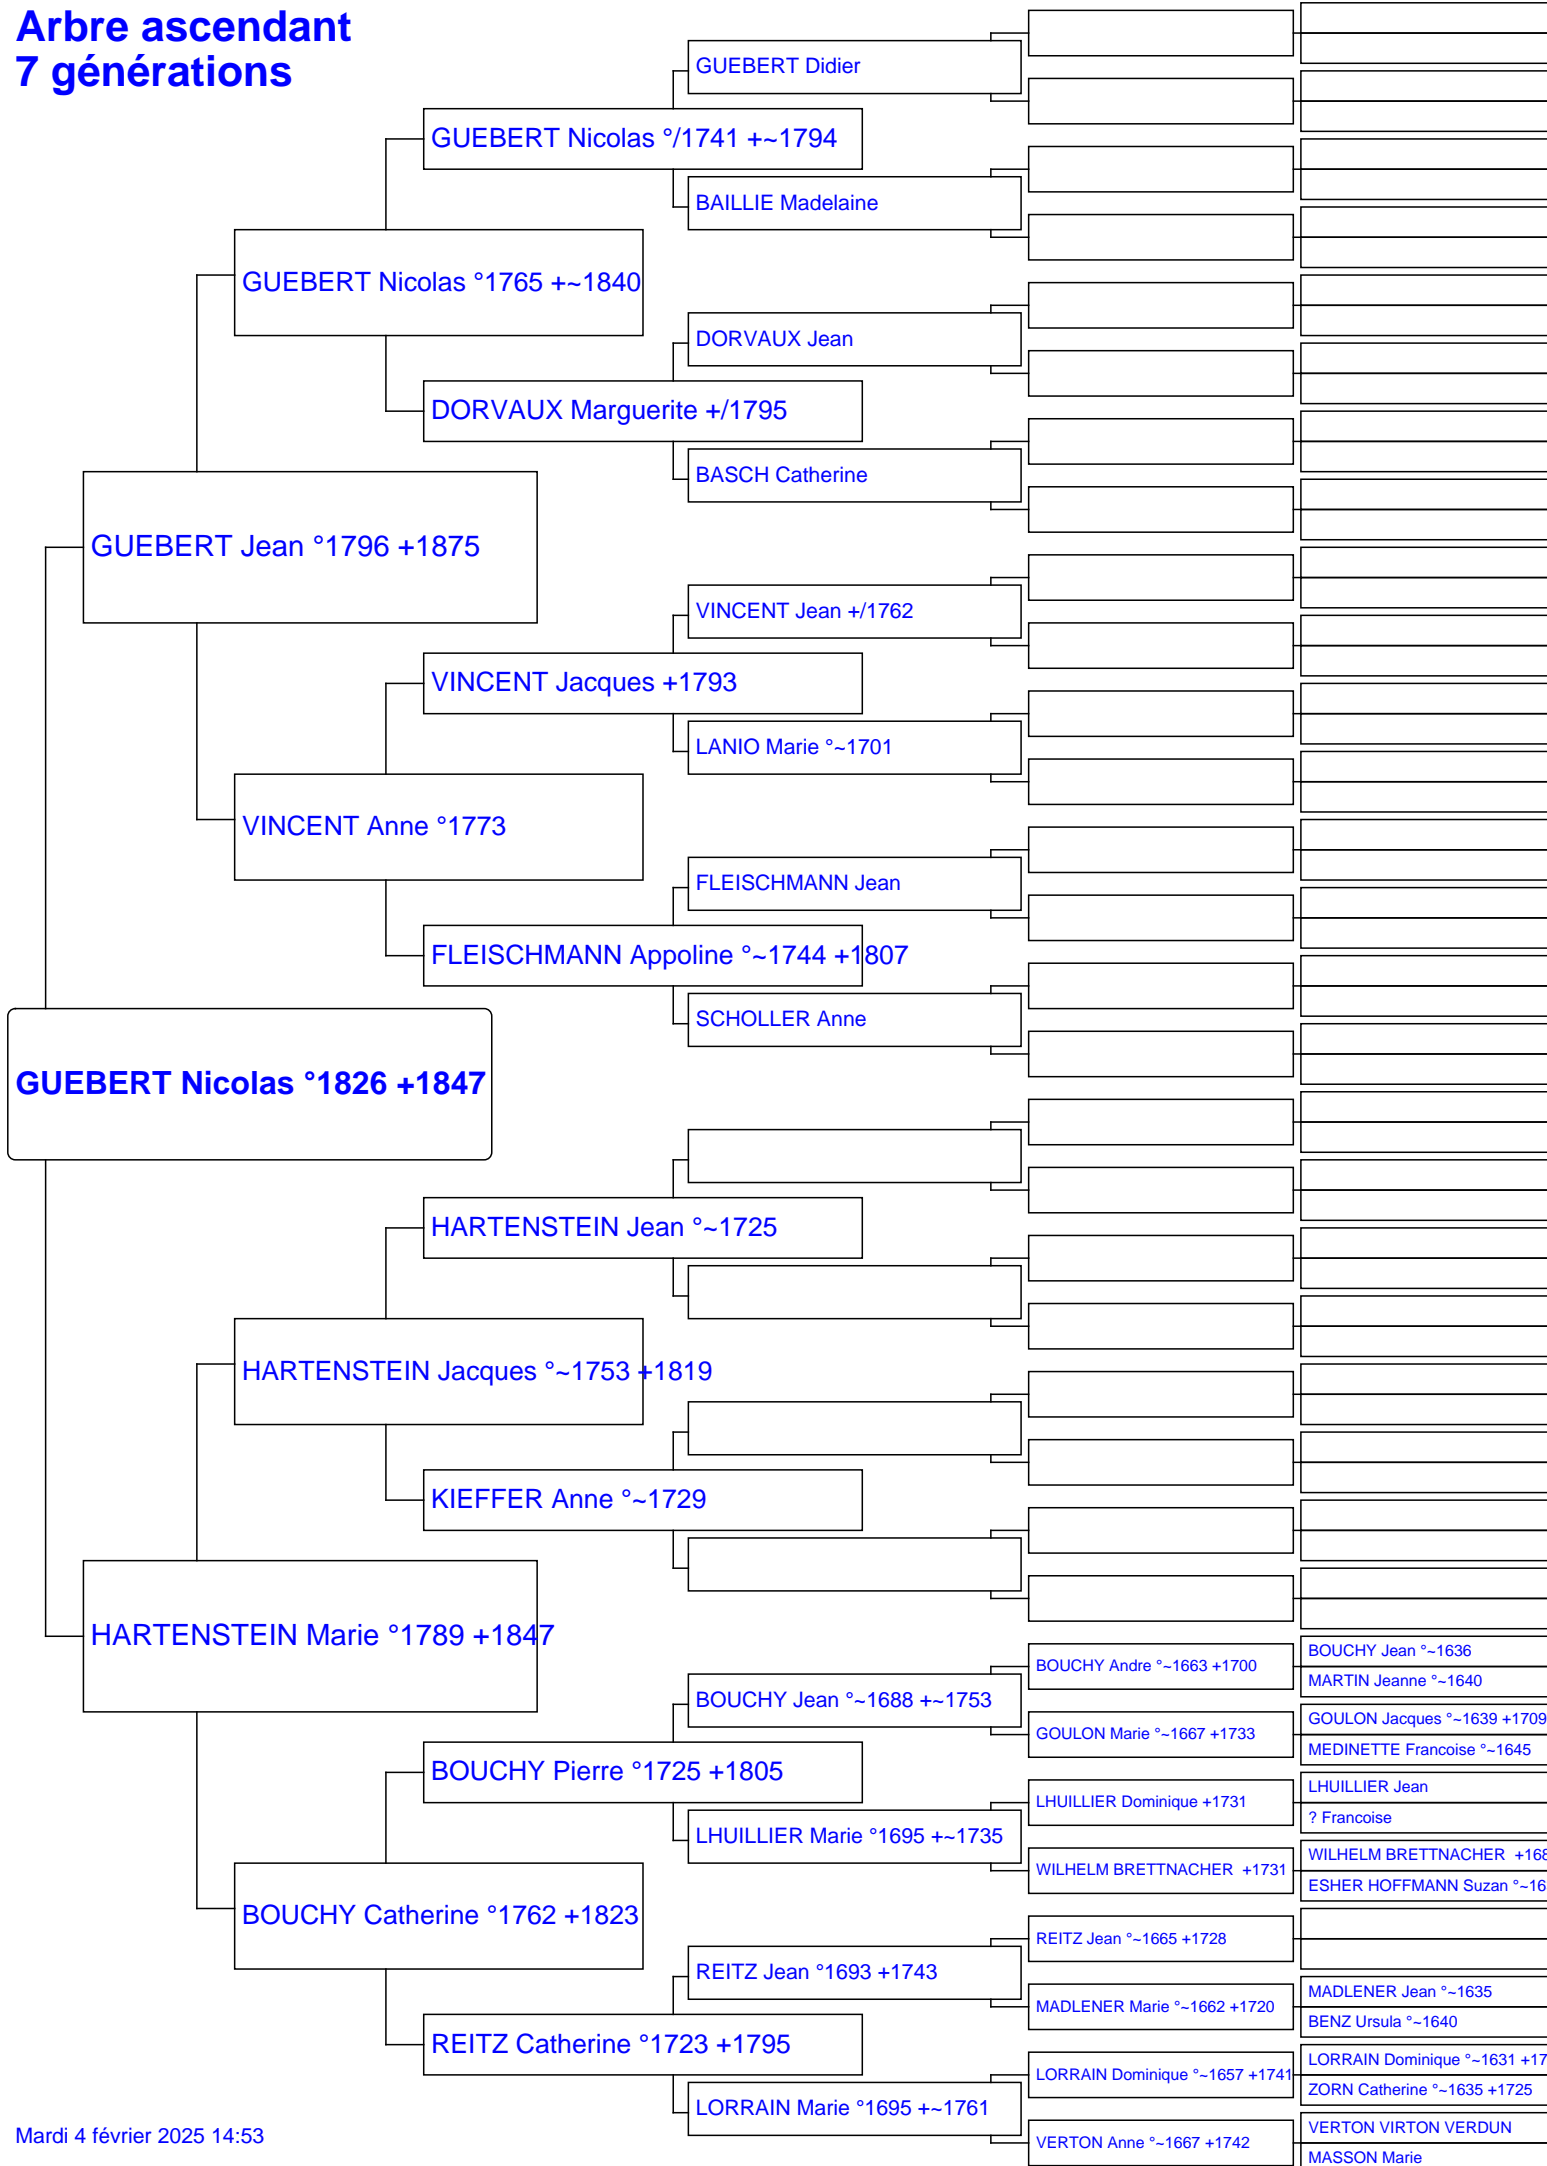 Arbre ascendant
7 générations
GUEBERT Didier
GUEBERT Nicolas °/1741 +~1794
BAILLIE Madelaine
GUEBERT Nicolas °1765 +~1840
DORVAUX Jean
DORVAUX Marguerite +/1795
BASCH Catherine
GUEBERT Jean °1796 +1875
VINCENT Jean +/1762
VINCENT Jacques +1793
LANIO Marie °~1701
VINCENT Anne °1773
FLEISCHMANN Jean
FLEISCHMANN Appoline °~1744 +1807
SCHOLLER Anne
GUEBERT Nicolas °1826 +1847
HARTENSTEIN Jean °~1725
HARTENSTEIN Jacques °~1753 +1819
KIEFFER Anne °~1729
HARTENSTEIN Marie °1789 +1847
BOUCHY Jean °~1636
BOUCHY Andre °~1663 +1700
MARTIN Jeanne °~1640
BOUCHY Jean °~1688 +~1753
GOULON Jacques °~1639 +1709
GOULON Marie °~1667 +1733
MEDINETTE Francoise °~1645
BOUCHY Pierre °1725 +1805
LHUILLIER Jean
LHUILLIER Dominique +1731
? Francoise
LHUILLIER Marie °1695 +~1735
WILHELM BRETTNACHER +168
WILHELM BRETTNACHER +1731
ESHER HOFFMANN Suzan °~16
BOUCHY Catherine °1762 +1823
REITZ Jean °~1665 +1728
REITZ Jean °1693 +1743
MADLENER Jean °~1635
MADLENER Marie °~1662 +1720
BENZ Ursula °~1640
REITZ Catherine °1723 +1795
LORRAIN Dominique °~1631 +17
LORRAIN Dominique °~1657 +1741
ZORN Catherine °~1635 +1725
LORRAIN Marie °1695 +~1761
VERTON VIRTON VERDUN
VERTON Anne °~1667 +1742
MASSON Marie
Mardi 4 février 2025 14:53